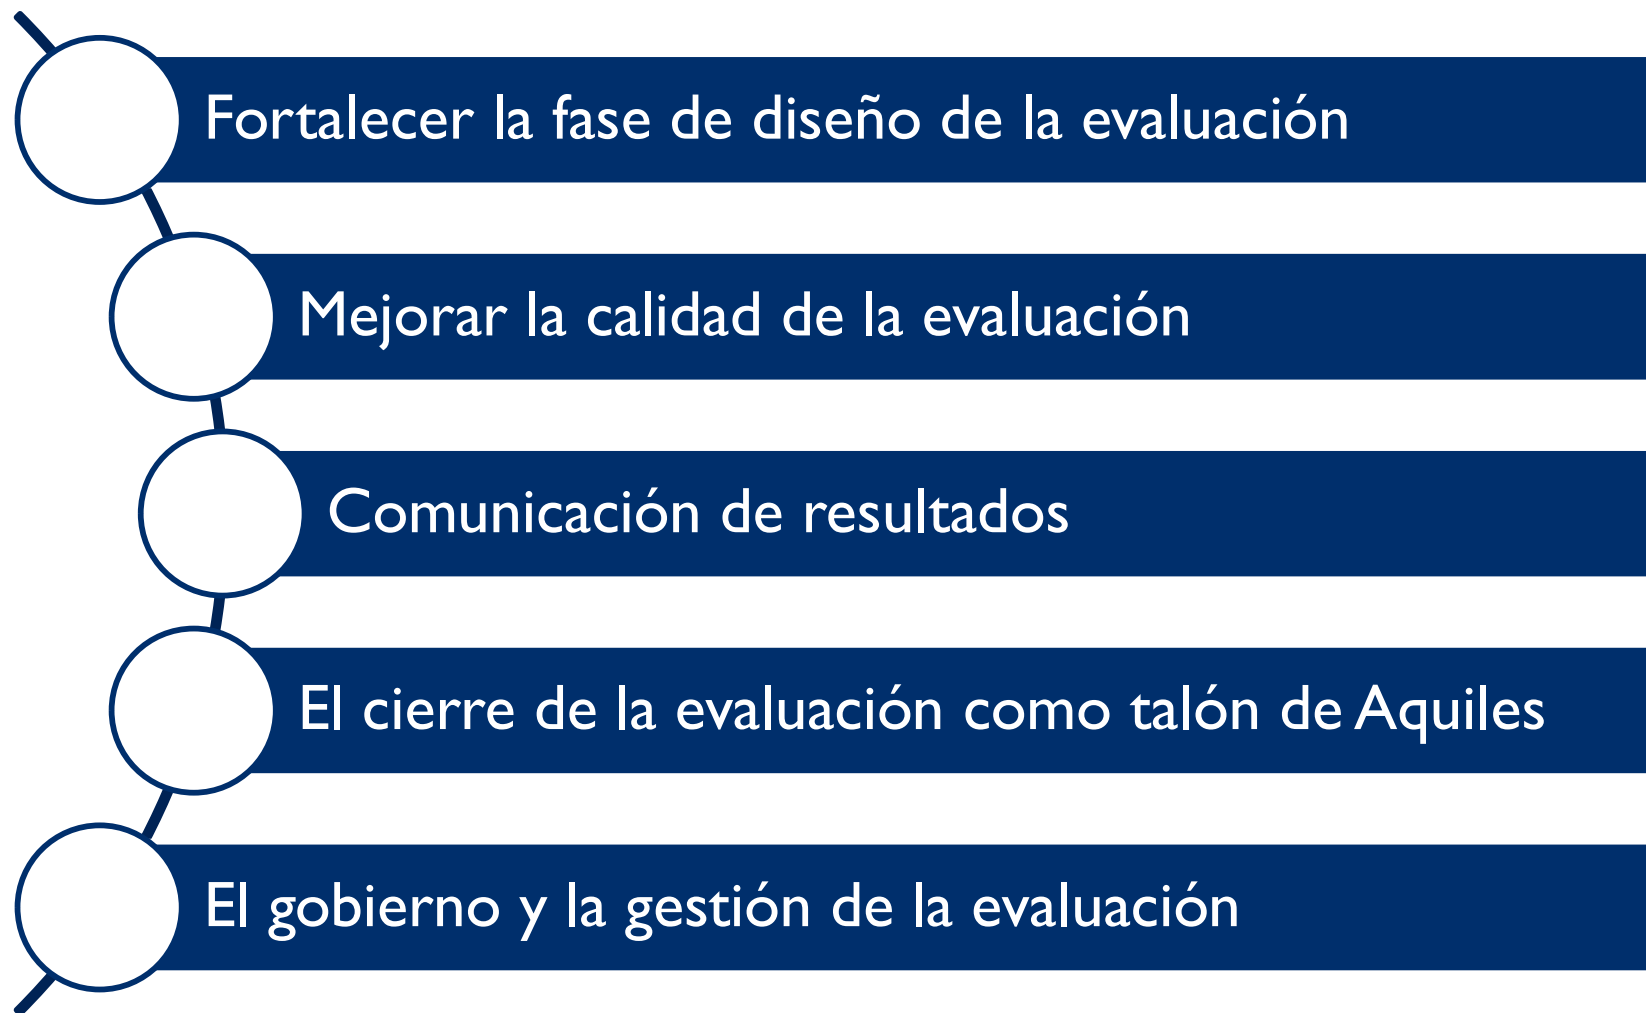 Fortalecer la fase de diseño de la evaluación
Mejorar la calidad de la evaluación
Comunicación de resultados
El cierre de la evaluación como talón de Aquiles
El gobierno y la gestión de la evaluación